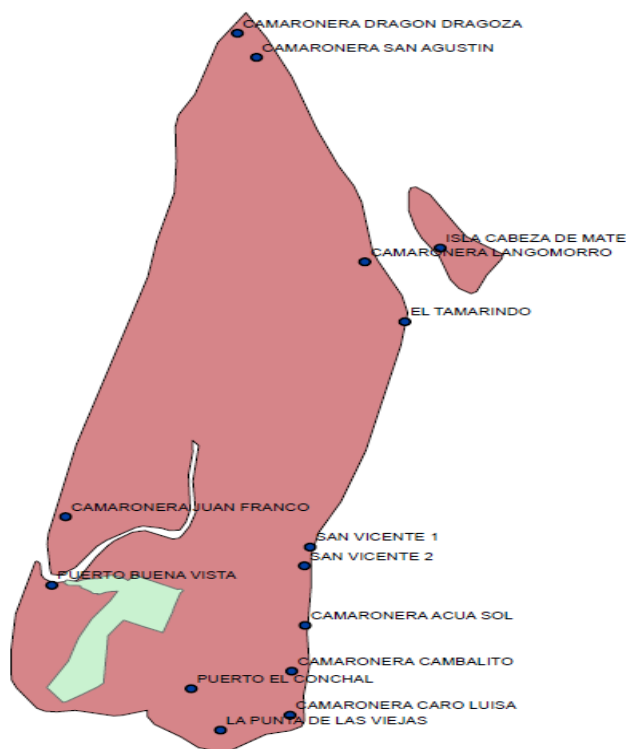 CAMARONERA DRAGON DRAGOZA
CAMARONERA SAN AGUSTIN
ISLA CABEZA DE MATE
CAMARONERA LANGOMORRO
EL TAMARINDO
CAMARONERA JUAN FRANCO
SAN VICENTE 1
SAN VICENTE 2
PUERTO BUENA VISTA
CAMARONERA ACUA SOL
CAMARONERA CAMBALITO
PUERTO EL CONCHAL
CAMARONERA CARO LUISA
LA PUNTA DE LAS VIEJAS